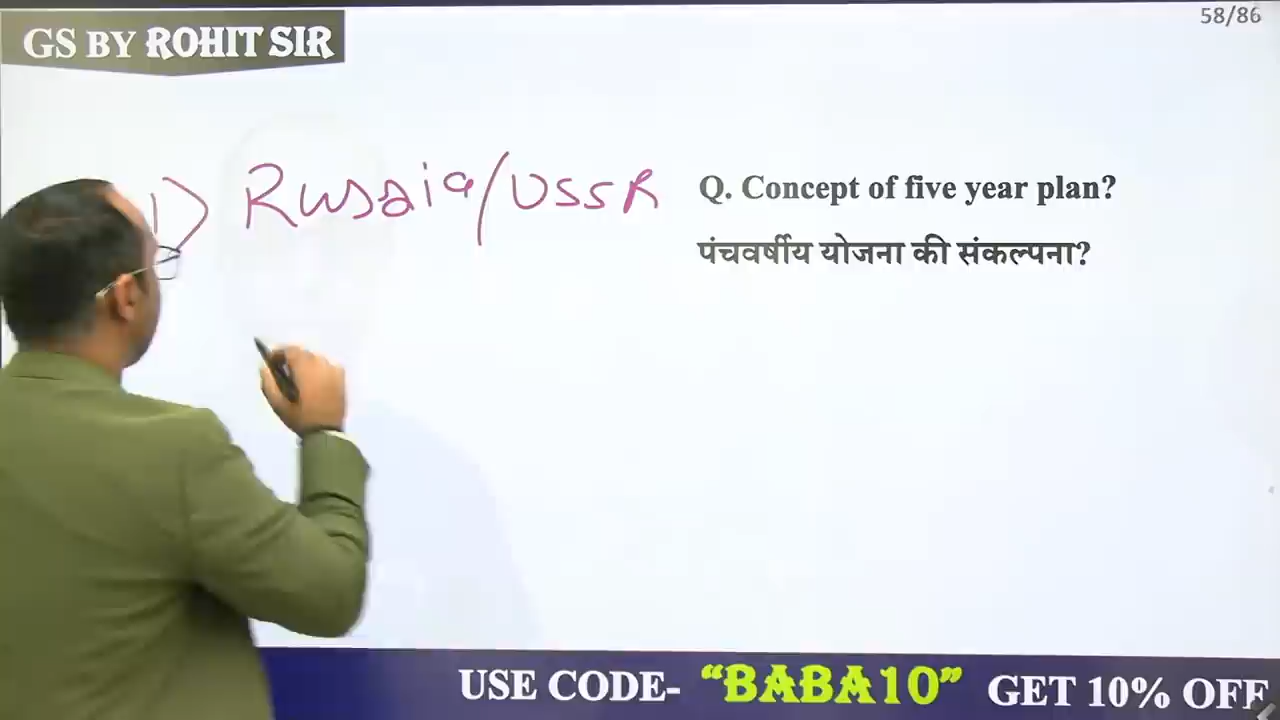 GS BY ROHIT SIR
58/86
1) Russia/USSR
Q. Concept of five year plan?
पंचवर्षीय योजना की संकल्पना?
USE CODE- “BABA10” GET 10% OFF